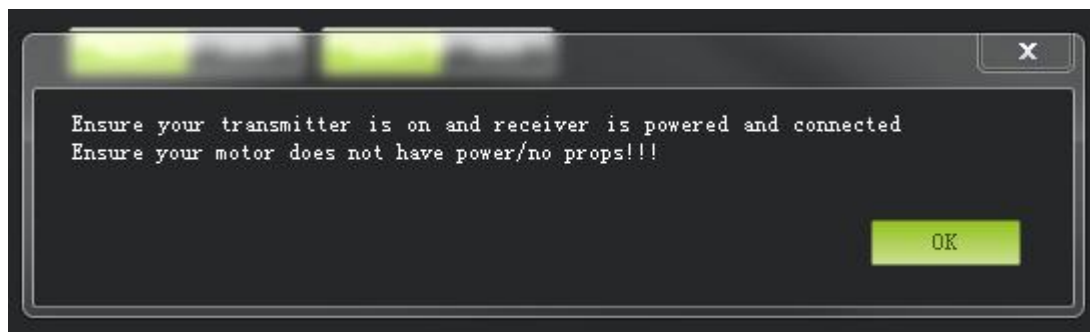 X
Ensure your transmitter is on and receiver is powered and connected
Ensure your motor does not have power/no props!!!
OK